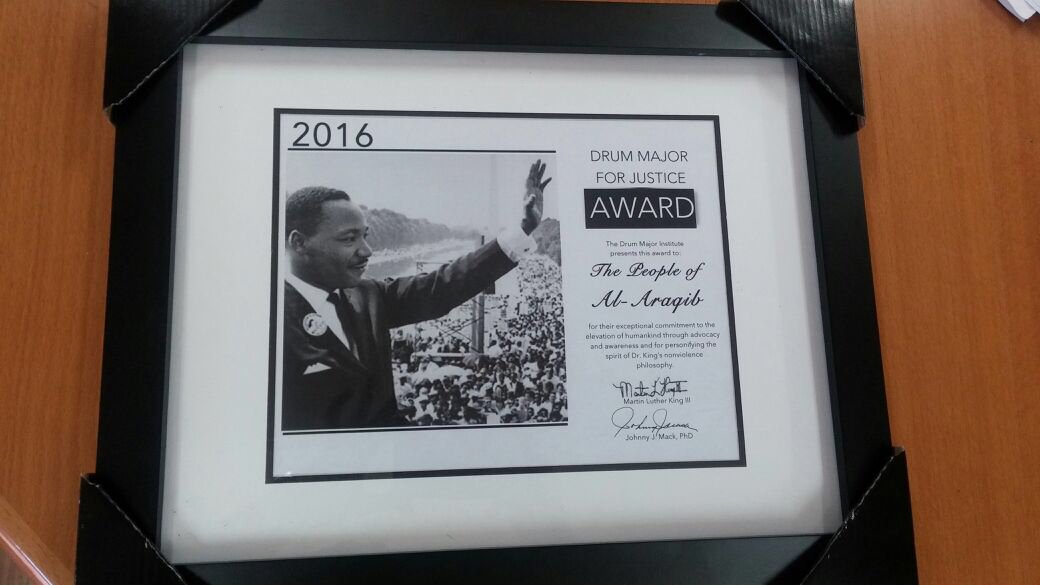 2016
DRUM MAJOR
FOR JUSTICE
AWARD
The Drum Major Institute
presents this award to:
The People of
Al-Araqib
for their exceptional commitment to the
elevation of humankind through advocacy
and awareness and for personifying the
spirit of Dr. King's nonviolence
philosophy.
Martin Luther King III
Johnny J. Mack, PhD